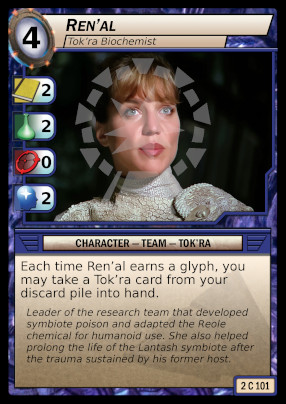 4
REN'AL
Tok'ra Biochemist
2
2
0
2
CHARACTER – TEAM – TOK'RA
Each time Ren'al earns a glyph, you
may take a Tok'ra card from your
discard pile into hand.
Leader of the research team that developed
symbiote poison and adapted the Reole
chemical for humanoid use. She also helped
prolong the life of the Lantash symbiote after
the trauma sustained by his former host.
2 C 101